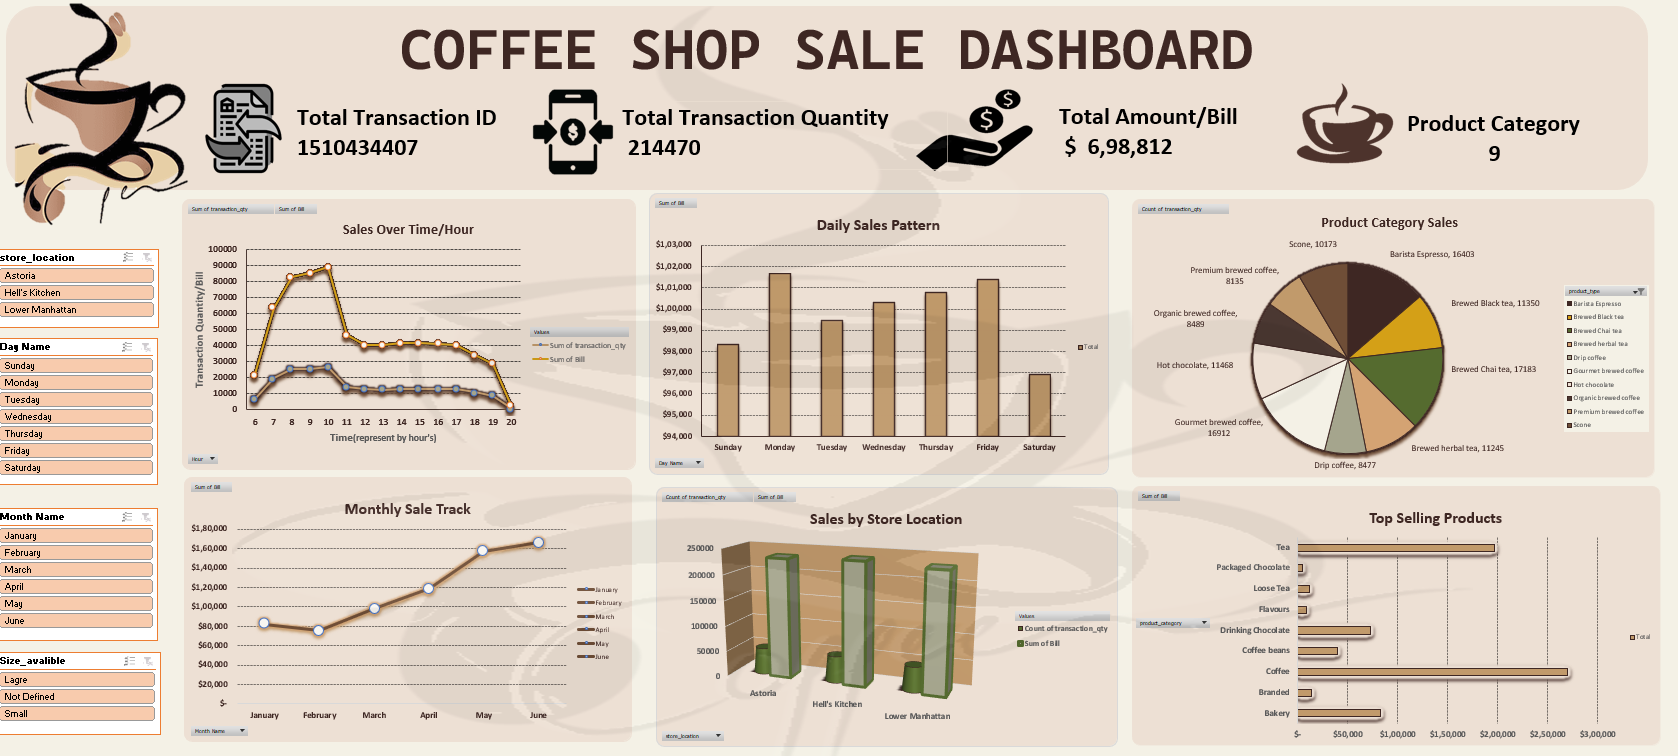 COFFEE SHOP SALE DASHBOARD
Total Transaction ID
1510434407
Total Transaction Quantity
214470
Total Amount/Bill
$ 6,98,812
Product Category
9
store_location
Astoria
Hell's Kitchen
Lower Manhattan
Day Name
Sunday
Monday
Tuesday
Wednesday
Thursday
Friday
Saturday
Month Name
January
February
March
April
May
June
Size_avalible
Lagre
Not Defined
Small
Sum of transaction_qty
Sum of Bill
Sales Over Time/Hour
Transaction Quantity/Bill
100000
90000
80000
70000
60000
50000
40000
30000
20000
10000
0
6 7 8 9 10 11 12 13 14 15 16 17 18 19 20
Time(represent by hour's)
Values
Sum of transaction_qty
Sum of Bill
Hour
Sum of Bill
Daily Sales Pattern
$1,03,000
$1,02,000
$1,01,000
$1,00,000
$99,000
$98,000
$97,000
$96,000
$95,000
$94,000
Sunday Monday Tuesday Wednesday Thursday Friday Saturday
Total
Day Name
Count of transaction_qty
Product Category Sales
Scone, 10173
Barista Espresso, 16403
Premium brewed coffee,
8135
Brewed Black tea, 11350
Organic brewed coffee,
8489
Hot chocolate, 11468
Brewed Chai tea, 17183
Gourmet brewed coffee,
16912
Brewed herbal tea, 11245
Drip coffee, 8477
product_type
Barista Espresso
Brewed Black tea
Brewed Chai tea
Brewed herbal tea
Drip coffee
Gourmet brewed coffee
Hot chocolate
Organic brewed coffee
Premium brewed coffee
Scone
Sum of Bill
Monthly Sale Track
$1,80,000
$1,60,000
$1,40,000
$1,20,000
$1,00,000
$80,000
$60,000
$40,000
$20,000
$-
January February March April May June
January
February
March
April
May
June
Month Name
Count of transaction_qty
Sum of Bill
Sales by Store Location
250000
200000
150000
100000
50000
0
Astoria
Hell's Kitchen
Lower Manhattan
Values
Count of transaction_qty
Sum of Bill
store_location
Sum of Bill
Top Selling Products
Tea
Packaged Chocolate
Loose Tea
Flavours
Drinking Chocolate
Coffee beans
Coffee
Branded
Bakery
$- $50,000 $1,00,000 $1,50,000 $2,00,000 $2,50,000 $3,00,000
product_category
Total